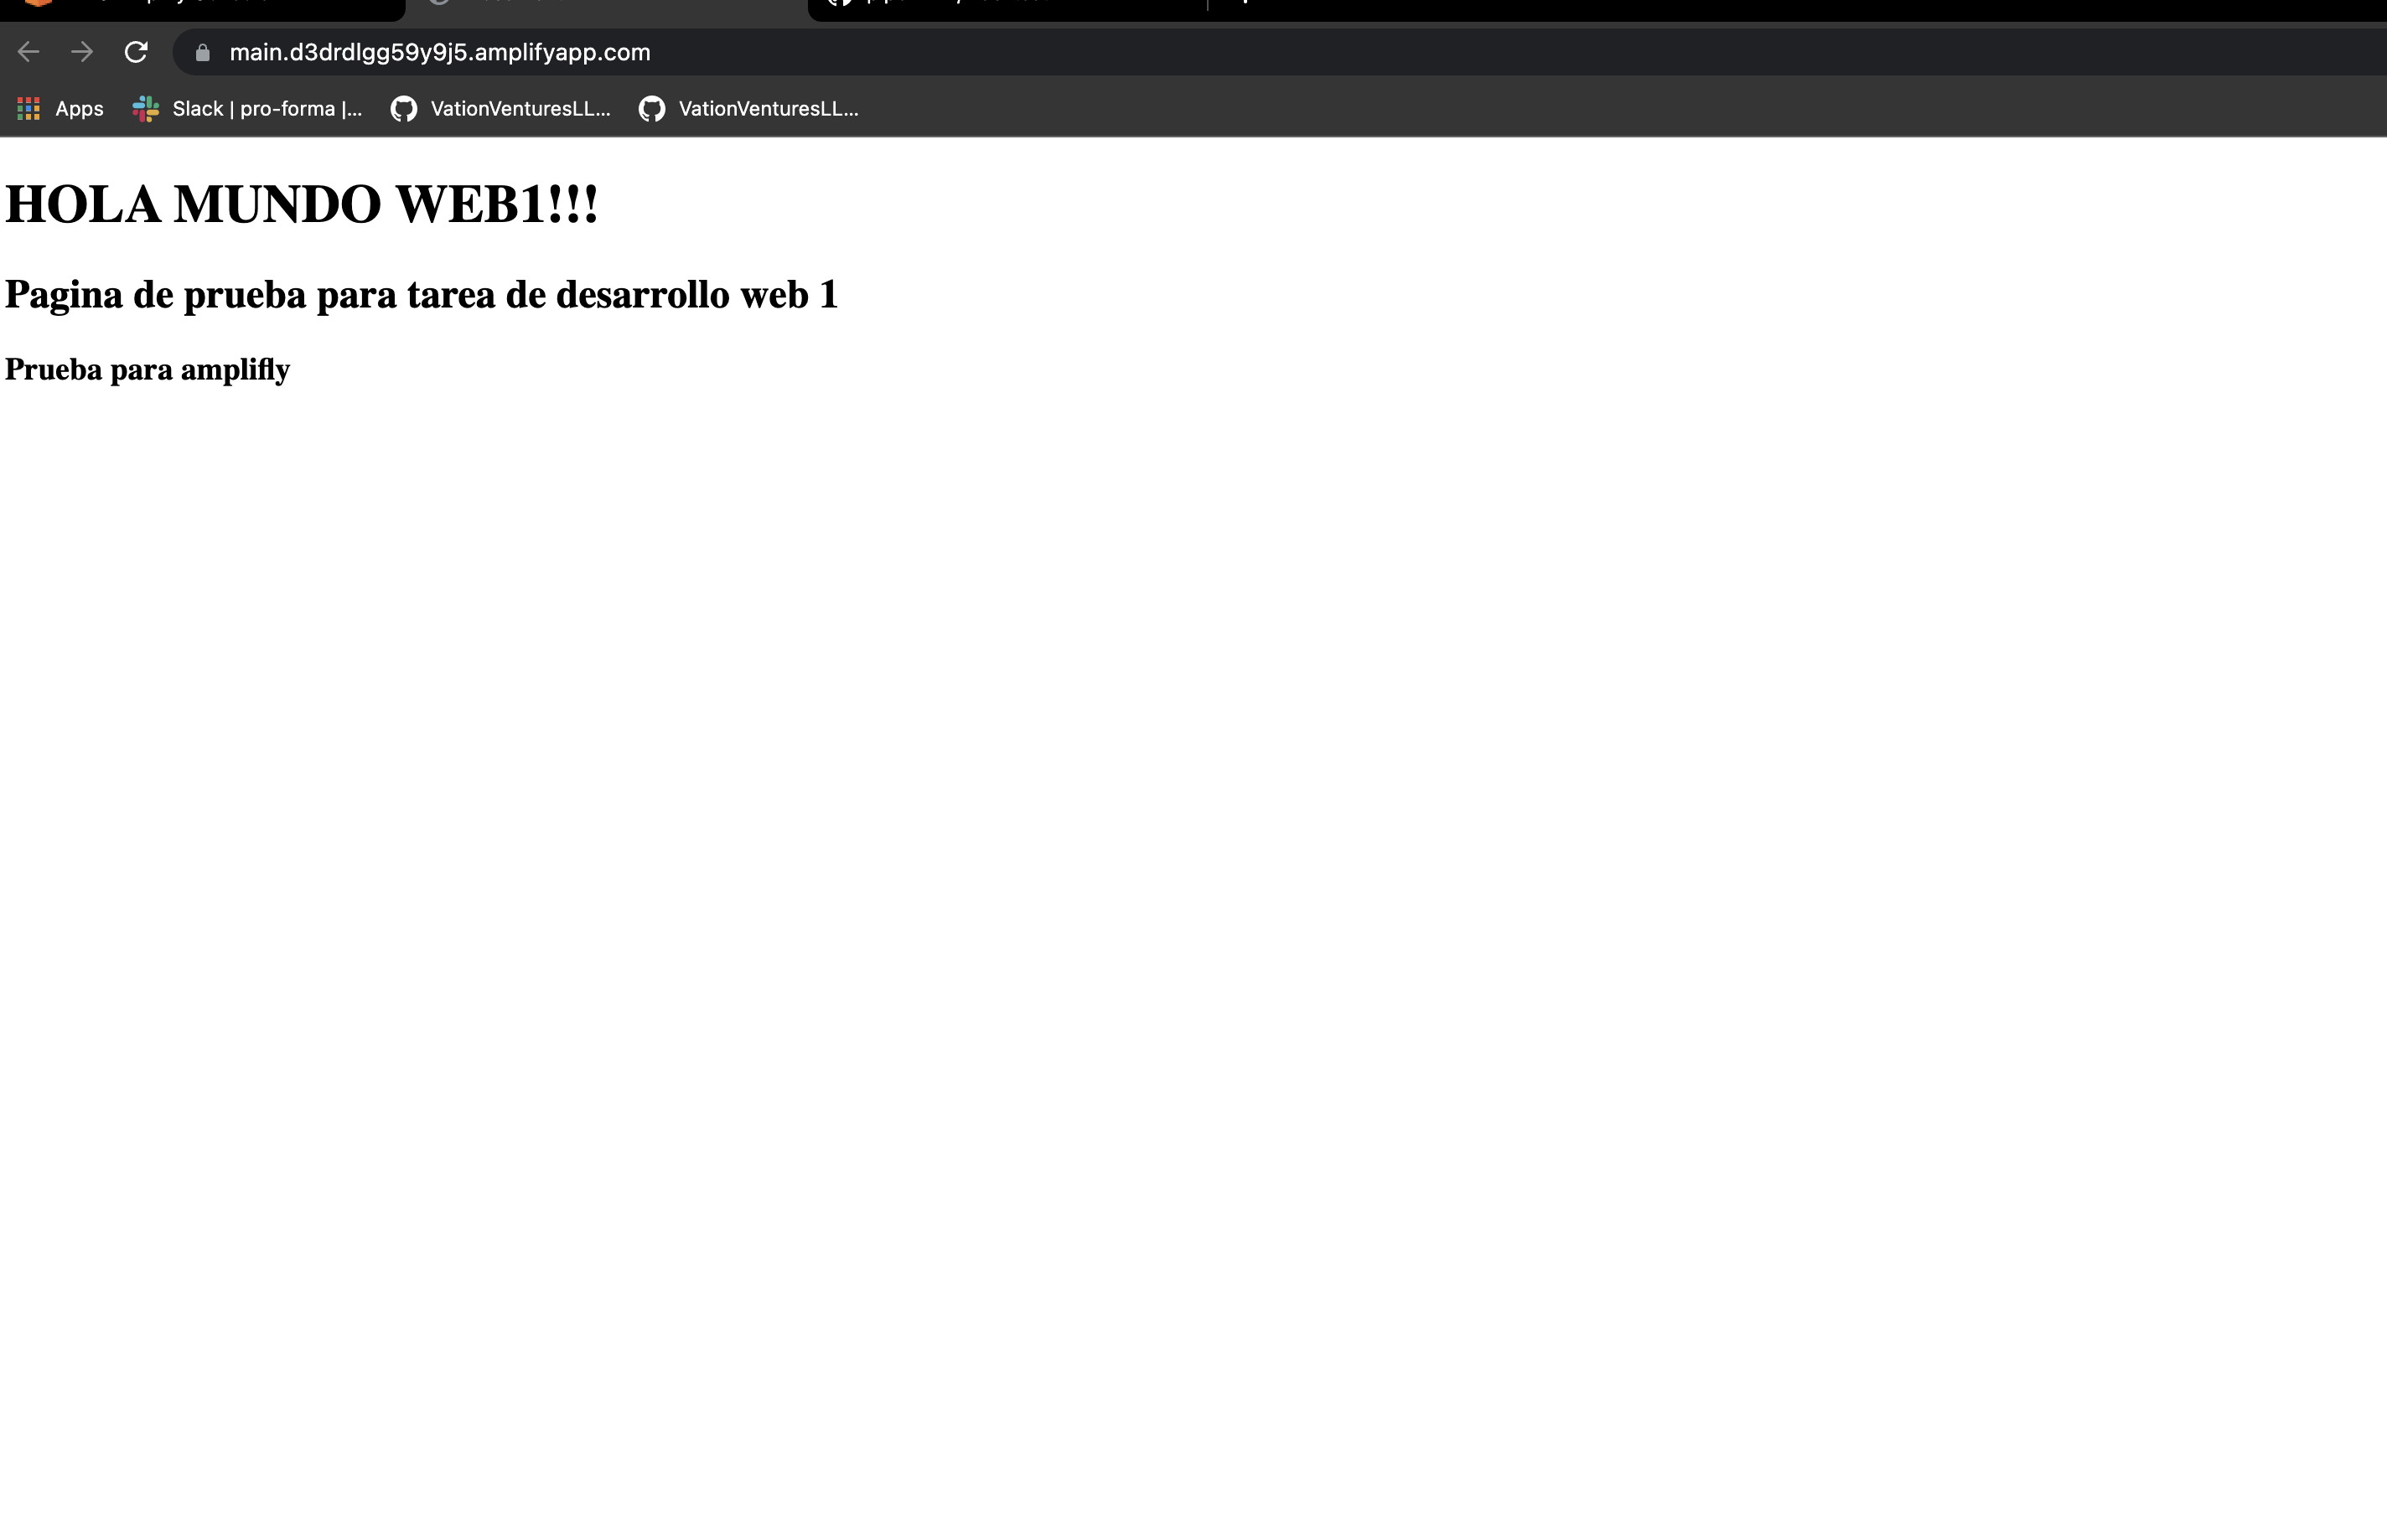 main.d3drdlgg59y9j5.amplifyapp.com
Apps
Slack | pro-forma |...
VationVenturesLL...
VationVenturesLL...
HOLA MUNDO WEB1!!!
Pagina de prueba para tarea de desarrollo web 1
Prueba para amplifly